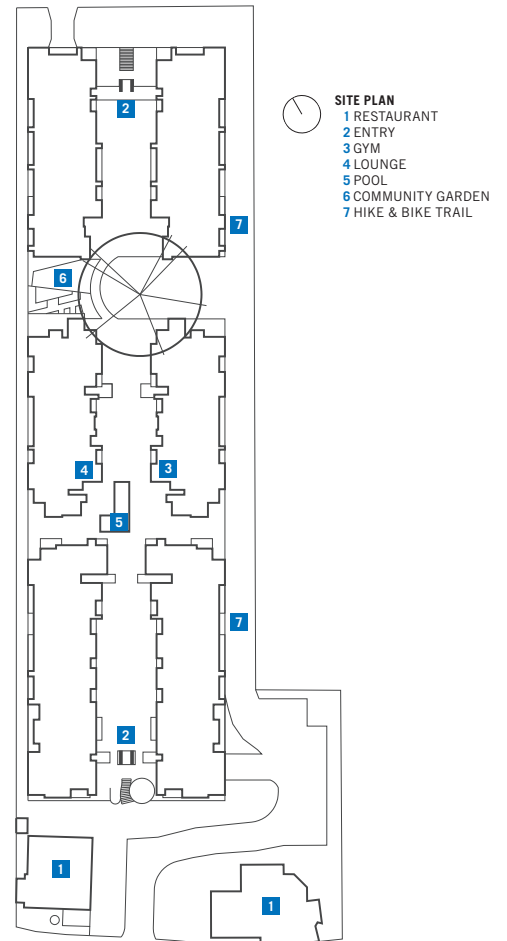 SITE PLAN
1 RESTAURANT
2 ENTRY
3 GYM
4 LOUNGE
5 POOL
6 COMMUNITY GARDEN
7 HIKE & BIKE TRAIL
2
7
6
4
3
5
7
2
1
1